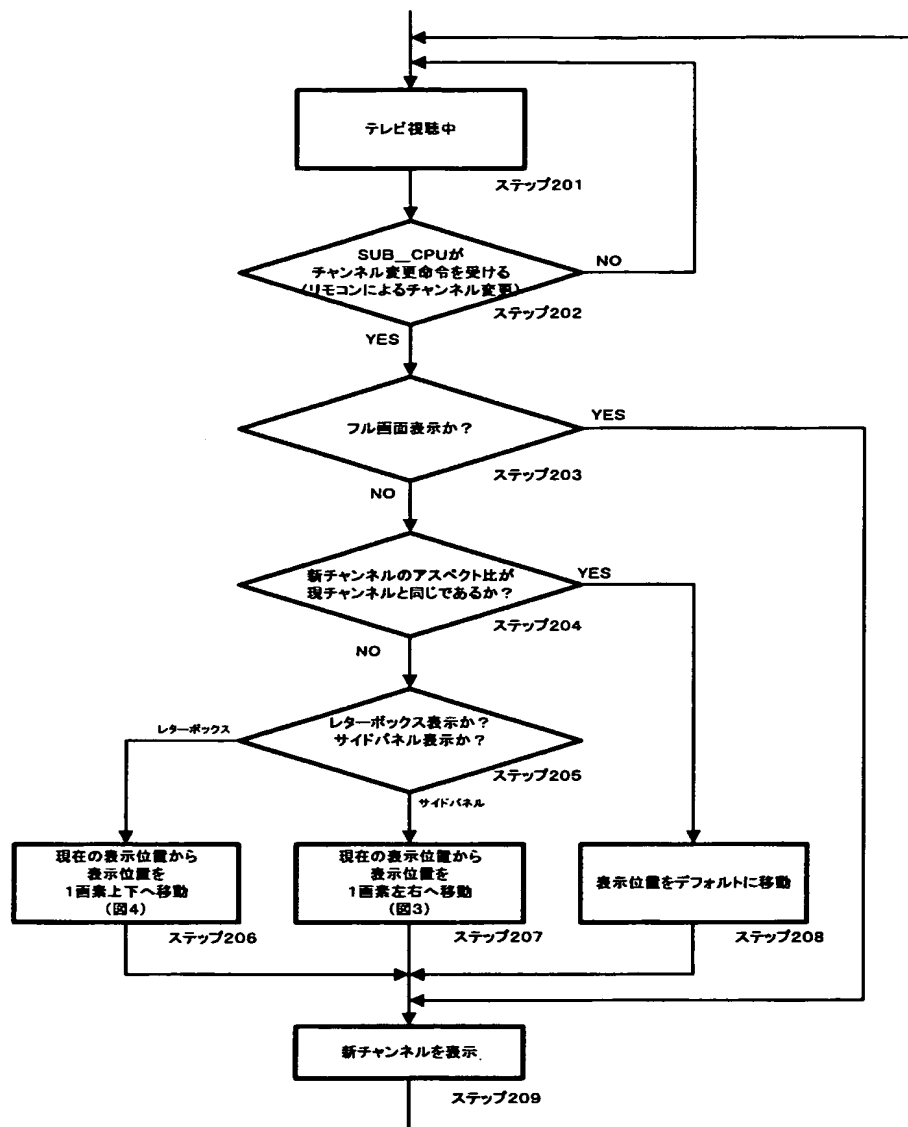 テレビ視聴中
ステップ201
SUB__CPUが
チャンネル変更命令を受ける
(リモコンによるチャンネル変更)
NO
ステップ202
YES
フル画面表示か？
YES
ステップ203
NO
新チャンネルのアスペクト比が
現チャンネルと同じであるか？
YES
ステップ204
NO
レターボックス表示か？
サイドパネル表示か？
レターボックス
ステップ205
サイドパネル
現在の表示位置から
表示位置を
1画素上下へ移動
(図4)
ステップ206
現在の表示位置から
表示位置を
1画素左右へ移動
(図3)
ステップ207
表示位置をデフォルトに移動
ステップ208
新チャンネルを表示
ステップ209